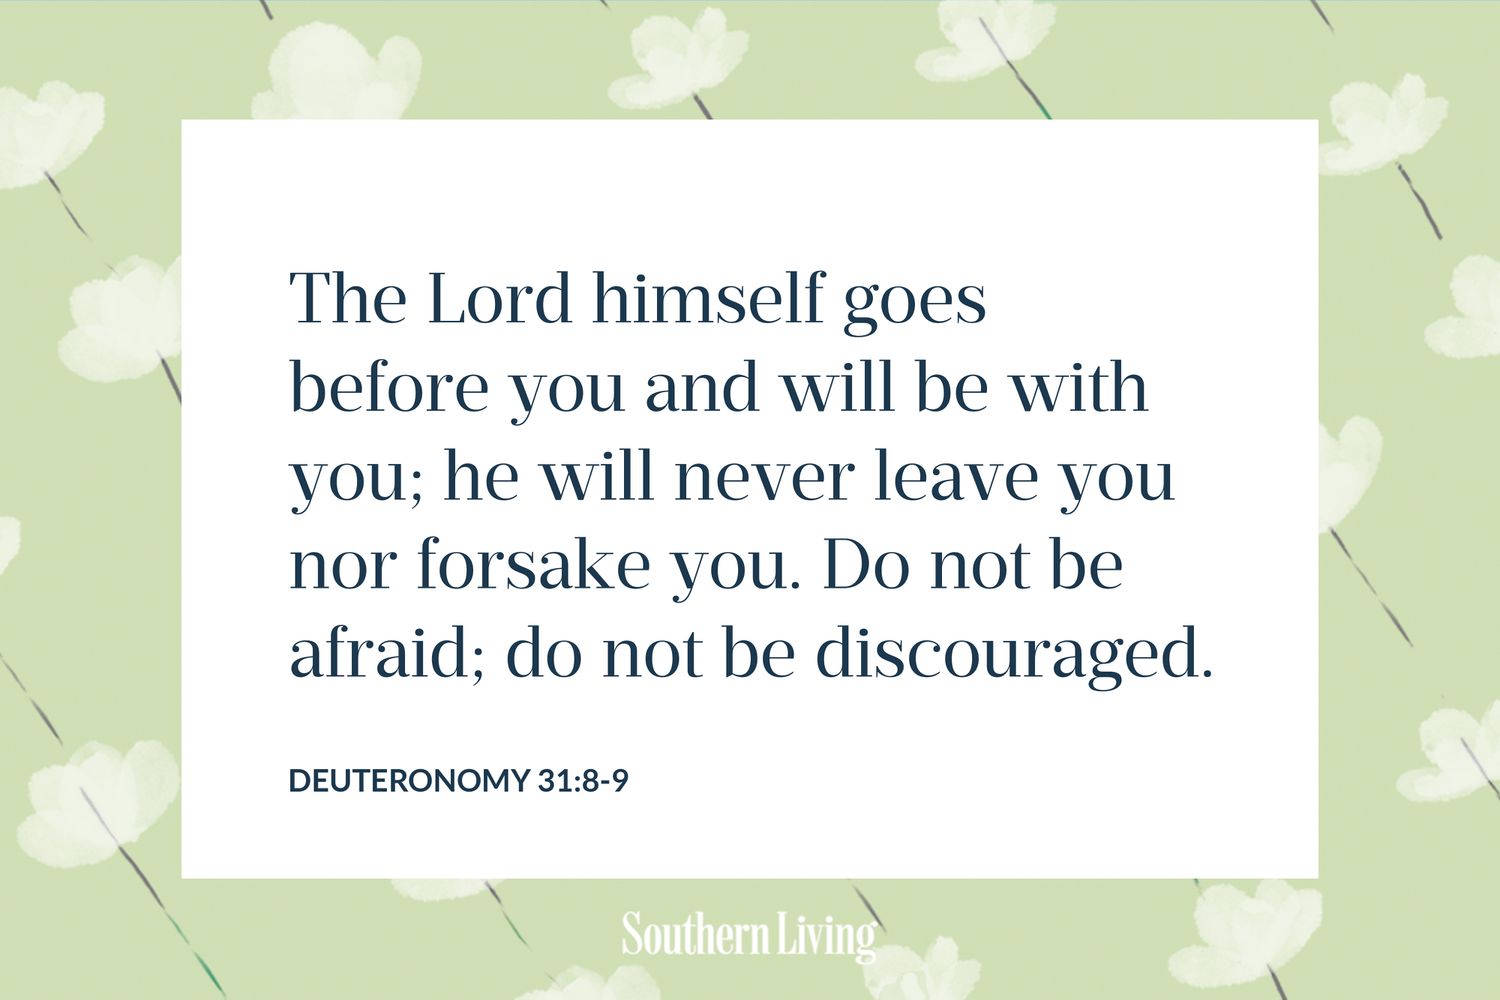 The Lord himself goes
before you and will be with
you; he will never leave you
nor forsake you. Do not be
afraid; do not be discouraged.
DEUTERONOMY 31:8-9
Southern Living